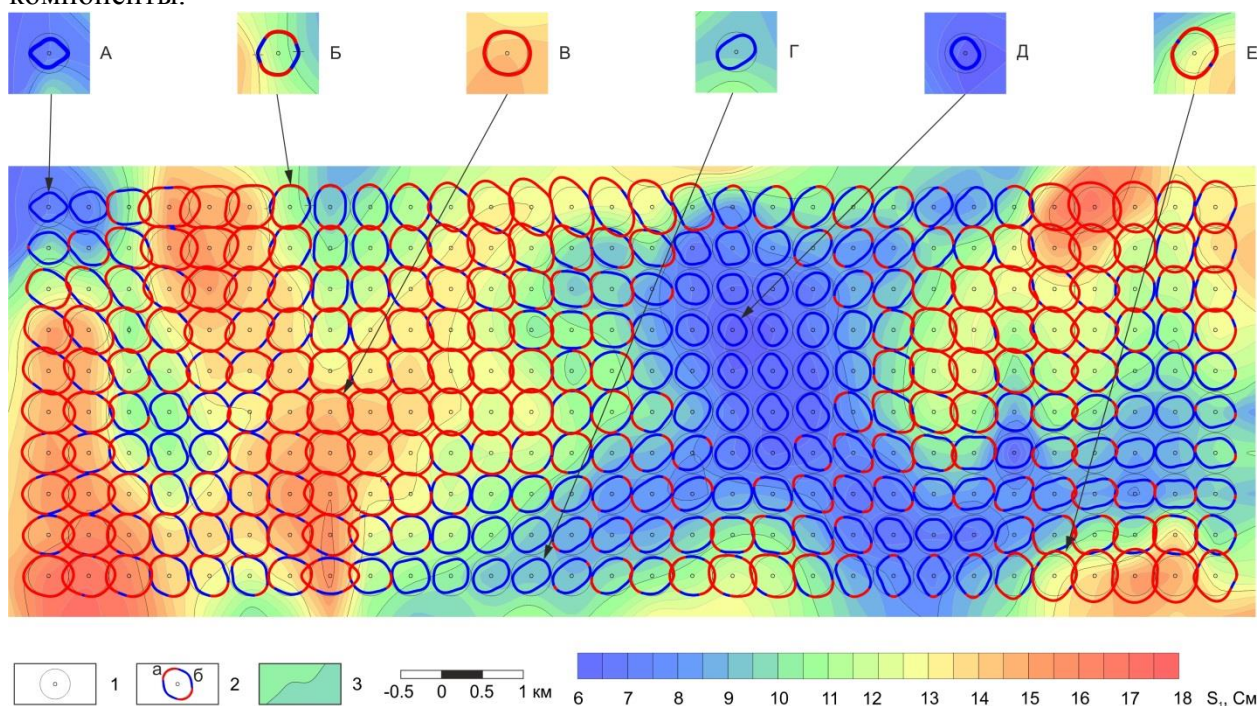 компоненты.
А Б В Г Д Е
1 а б 2 3 -0.5 0 0.5 1 км
6 7 8 9 10 11 12 13 14 15 16 17 18 S₁, См